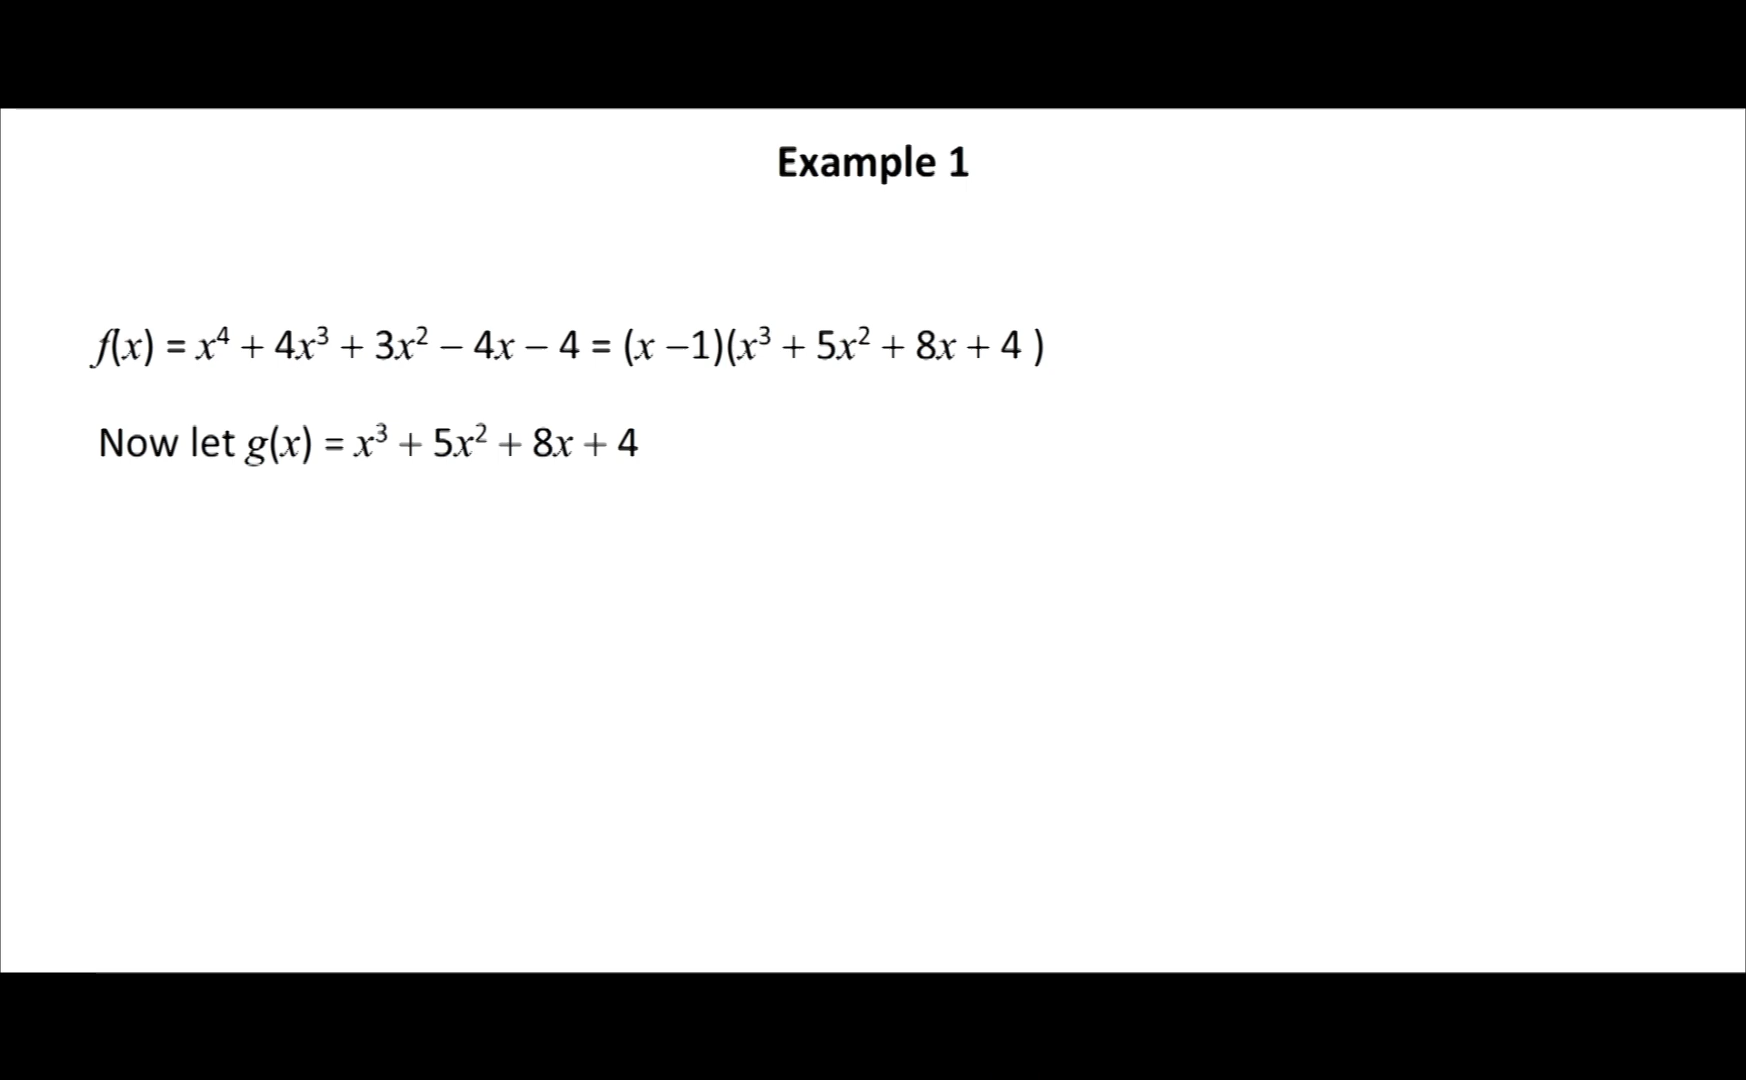 Example 1
f(x) = x⁴ + 4x³ + 3x² – 4x – 4 = (x –1)(x³ + 5x² + 8x + 4 )
Now let g(x) = x³ + 5x² + 8x + 4